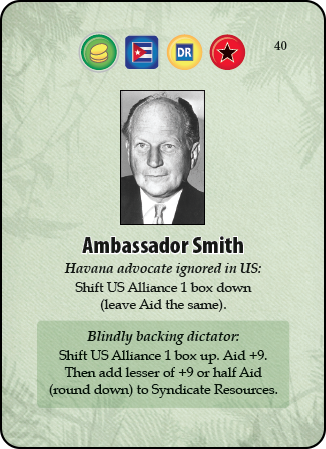 DR
40
Ambassador Smith
Havana advocate ignored in US:
Shift US Alliance 1 box down
(leave Aid the same).
Blindly backing dictator:
Shift US Alliance 1 box up. Aid +9.
Then add lesser of +9 or half Aid
(round down) to Syndicate Resources.